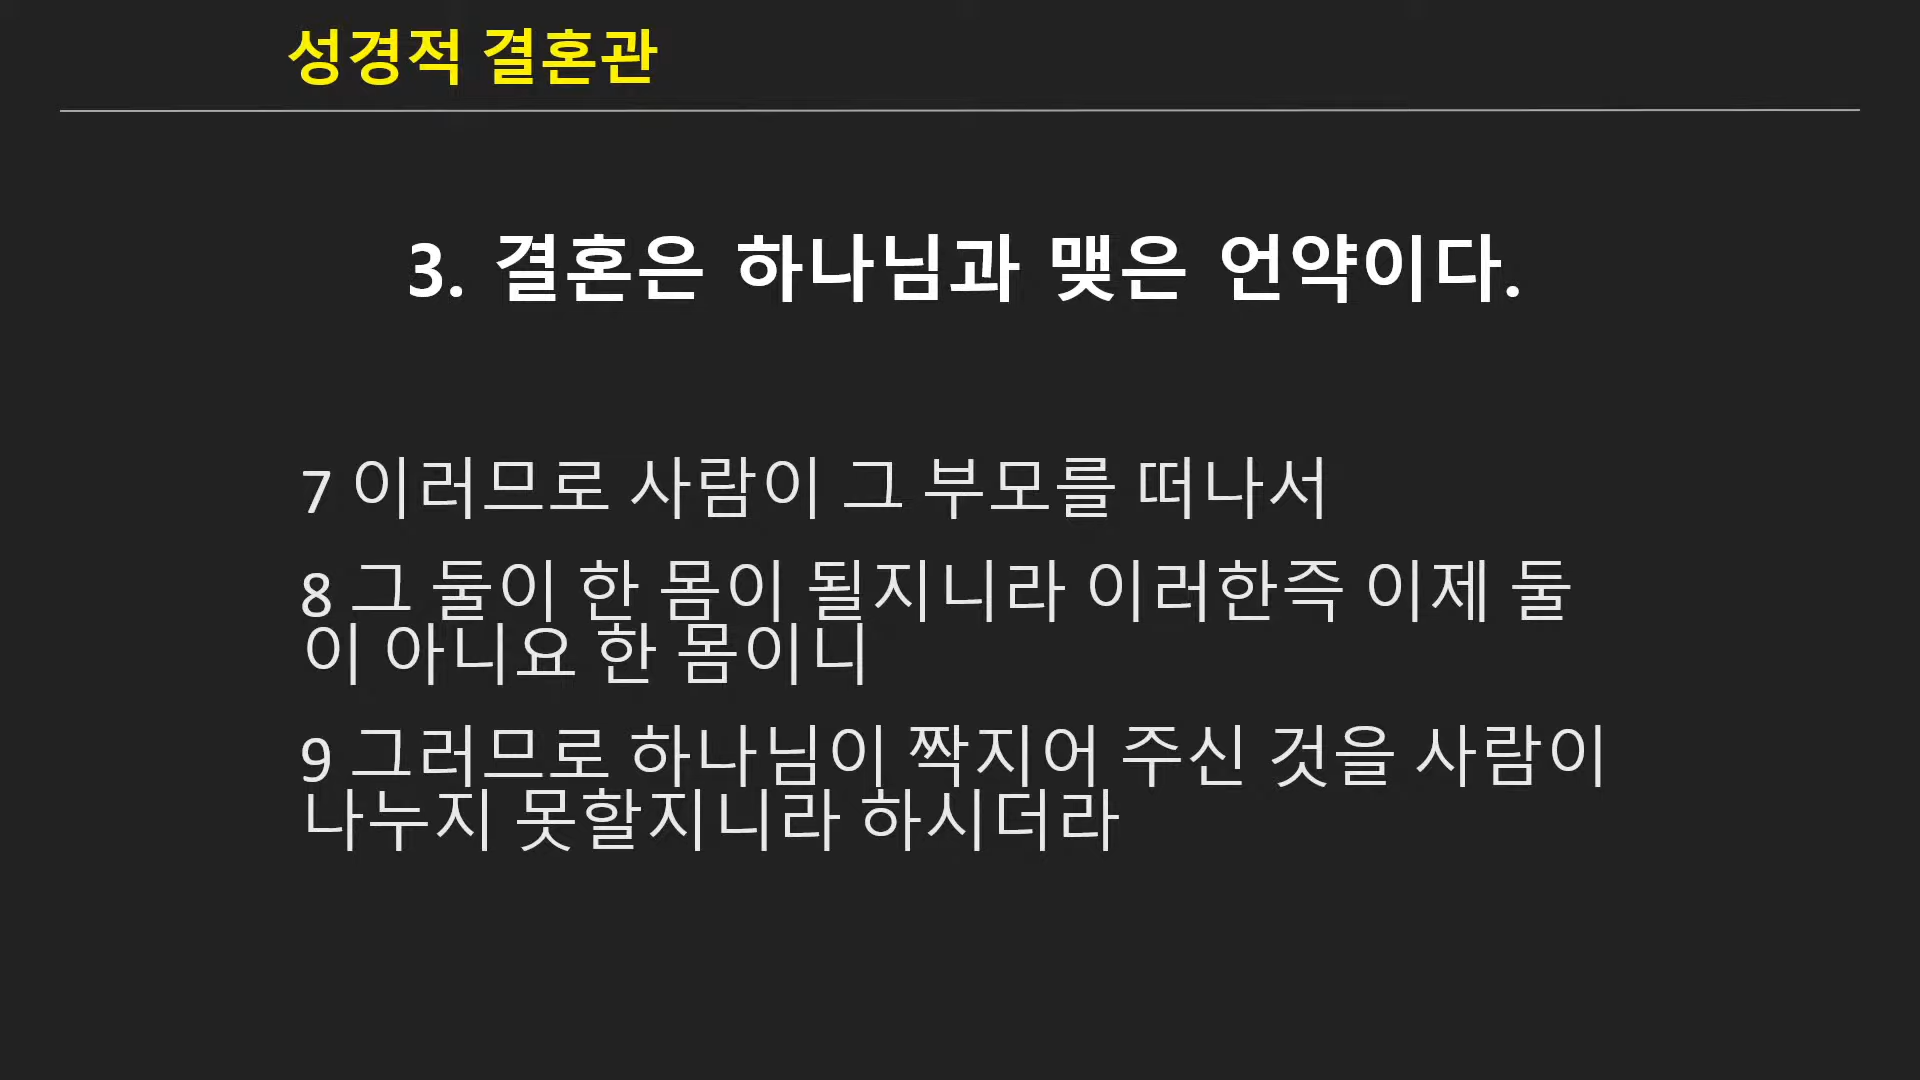 성경적 결혼관
3. 결혼은 하나님과 맺은 언약이다.
7 이러므로 사람이 그 부모를 떠나서
8 그 둘이 한 몸이 될지니라 이러한즉 이제 둘
이 아니요 한 몸이니
9 그러므로 하나님이 짝지어 주신 것을 사람이
나누지 못할지니라 하시더라